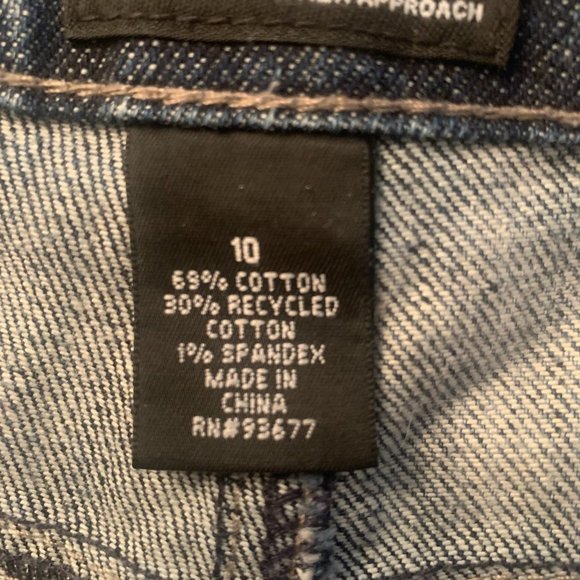 APPROACH
10
69% COTTON
30% RECYCLED
COTTON
1% SPANDEX
MADE IN
CHINA
RN#93677